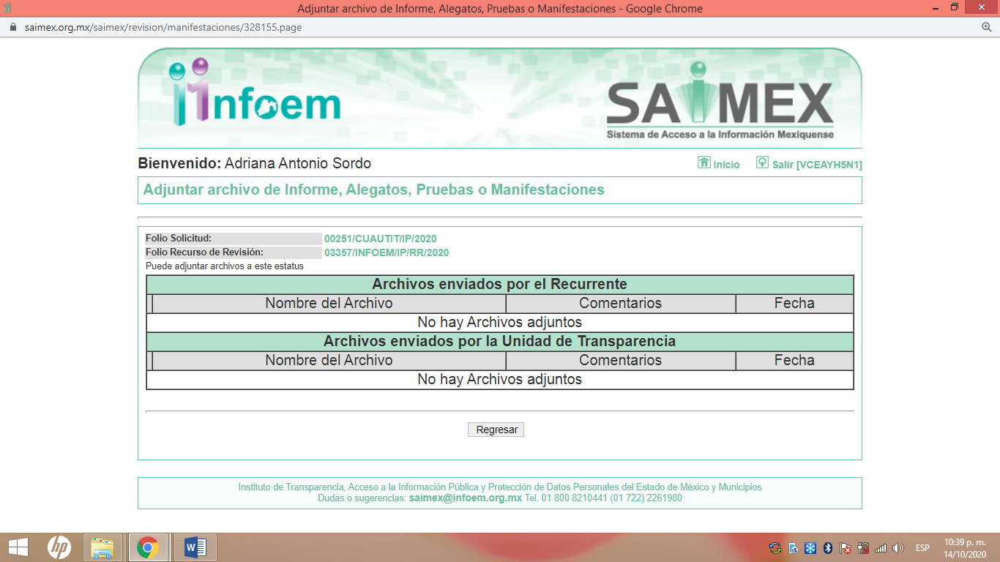 Adjuntar archivo de Informe, Alegatos, Pruebas o Manifestaciones - Google Chrome
saimex.org.mx/saimex/revision/manifestaciones/328155.page
infoem
SAiMEX
Sistema de Acceso a la Información Mexiquense
Bienvenido: Adriana Antonio Sordo
Inicio
Salir [VCEAYH5N1]
Adjuntar archivo de Informe, Alegatos, Pruebas o Manifestaciones
Folio Solicitud: 00251/CUAUTIT/IP/2020
Folio Recurso de Revisión: 03357/INFOEM/IP/RR/2020
Puede adjuntar archivos a este estatus
Archivos enviados por el Recurrente
Nombre del Archivo Comentarios Fecha
No hay Archivos adjuntos
Archivos enviados por la Unidad de Transparencia
Nombre del Archivo Comentarios Fecha
No hay Archivos adjuntos
Regresar
Instituto de Transparencia, Acceso a la Información Pública y Protección de Datos Personales del Estado de México y Municipios
Dudas o sugerencias: saimex@infoem.org.mx Tel. 01 800 8210441 (01 722) 2261980
hp
ESP
10:39 p. m.
14/10/2020